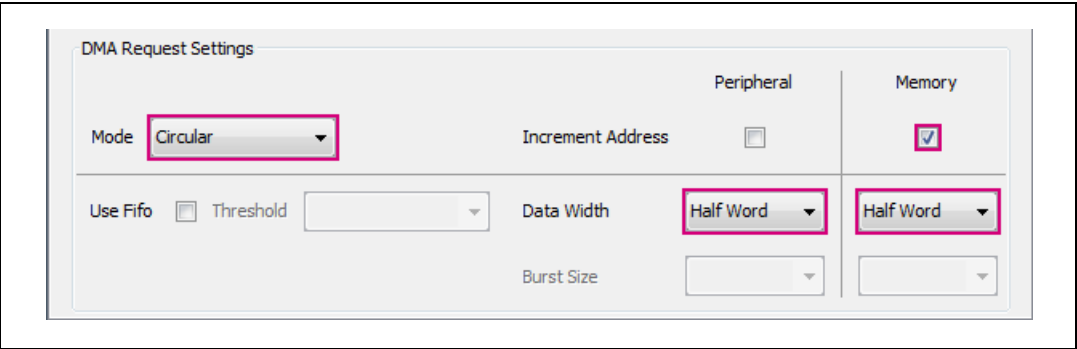 DMA Request Settings
Peripheral Memory
Mode Circular Increment Address
Use Fifo Threshold Data Width Half Word Half Word
Burst Size